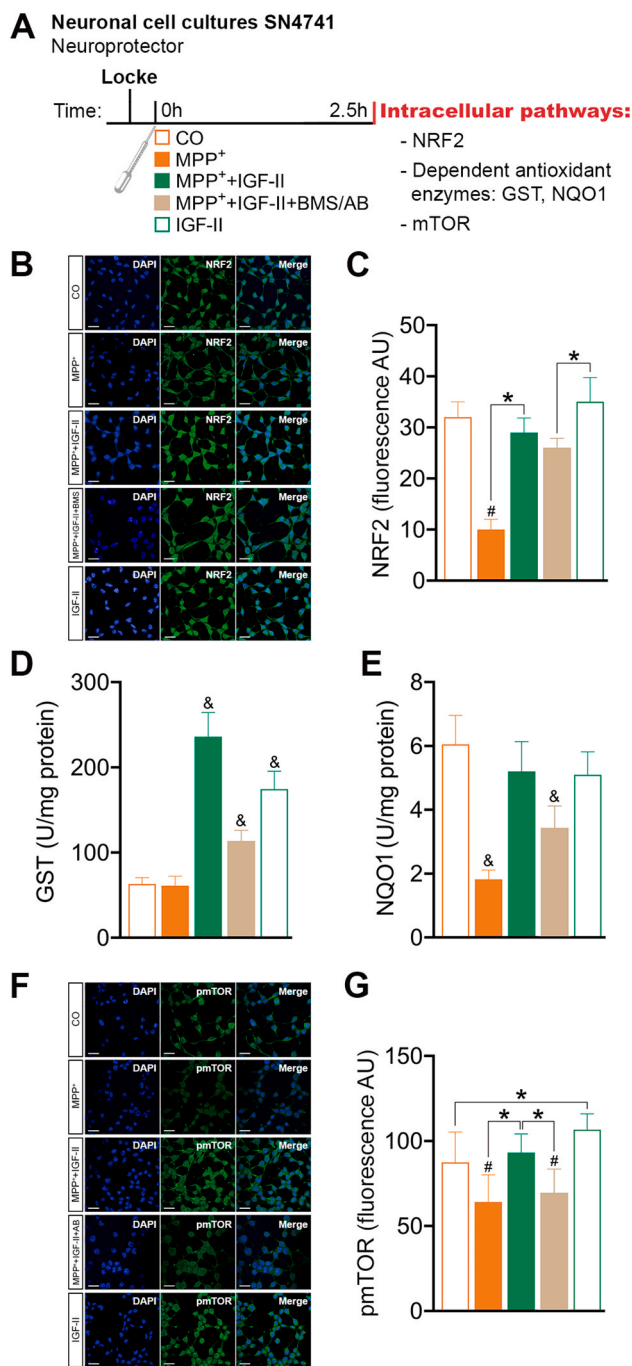 A Neuronal cell cultures SN4741
Neuroprotector
Locke
Time: 0h 2.5h
CO
MPP⁺
MPP⁺+IGF-II
MPP⁺+IGF-II+BMS/AB
IGF-II
Intracellular pathways:
- NRF2
- Dependent antioxidant
enzymes: GST, NQO1
- mTOR
B
CO
DAPI NRF2 Merge
MPP⁺
DAPI NRF2 Merge
MPP⁺+IGF-II
DAPI NRF2 Merge
MPP⁺+IGF-II+BMS
DAPI NRF2 Merge
IGF-II
DAPI NRF2 Merge
C
NRF2 (fluorescence AU)
50
40
30
20
10
0
#
*
*
D
GST (U/mg protein)
300
200
100
0
&
&
&
E
NQO1 (U/mg protein)
8
6
4
2
0
&
&
F
CO
DAPI pmTOR Merge
MPP⁺
DAPI pmTOR Merge
MPP⁺+IGF-II
DAPI pmTOR Merge
MPP⁺+IGF-II+AB
DAPI pmTOR Merge
IGF-II
DAPI pmTOR Merge
G
pmTOR (fluorescence AU)
150
100
50
0
*
* *
# #